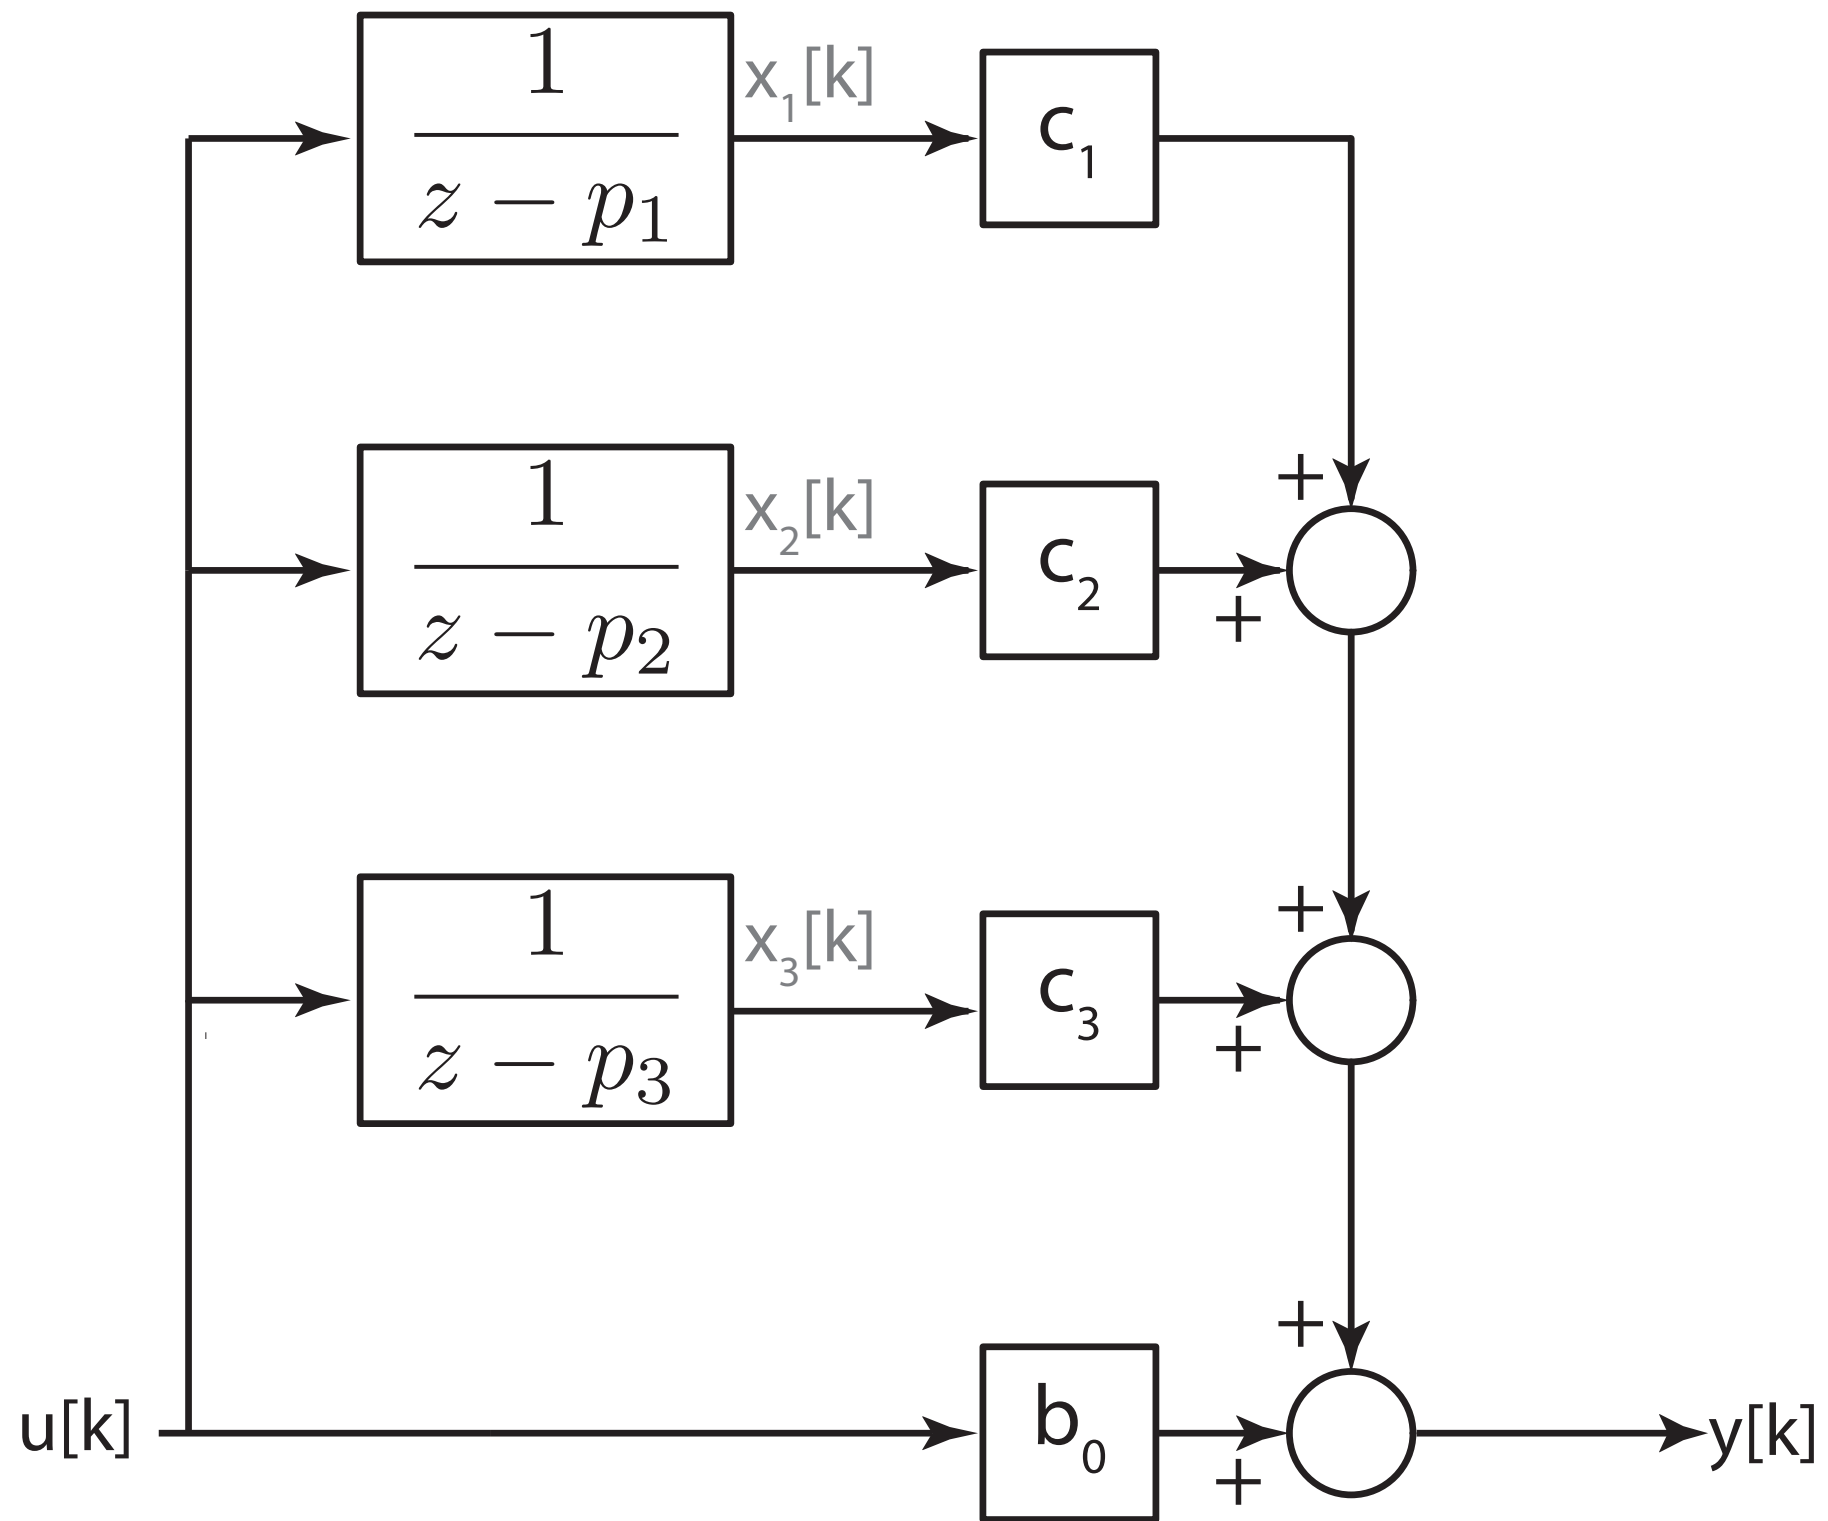 1
z − p₁
x₁[k]
c₁
1
z − p₂
x₂[k]
c₂
+
+
1
z − p₃
x₃[k]
c₃
+
+
u[k]
b₀
+
+
y[k]